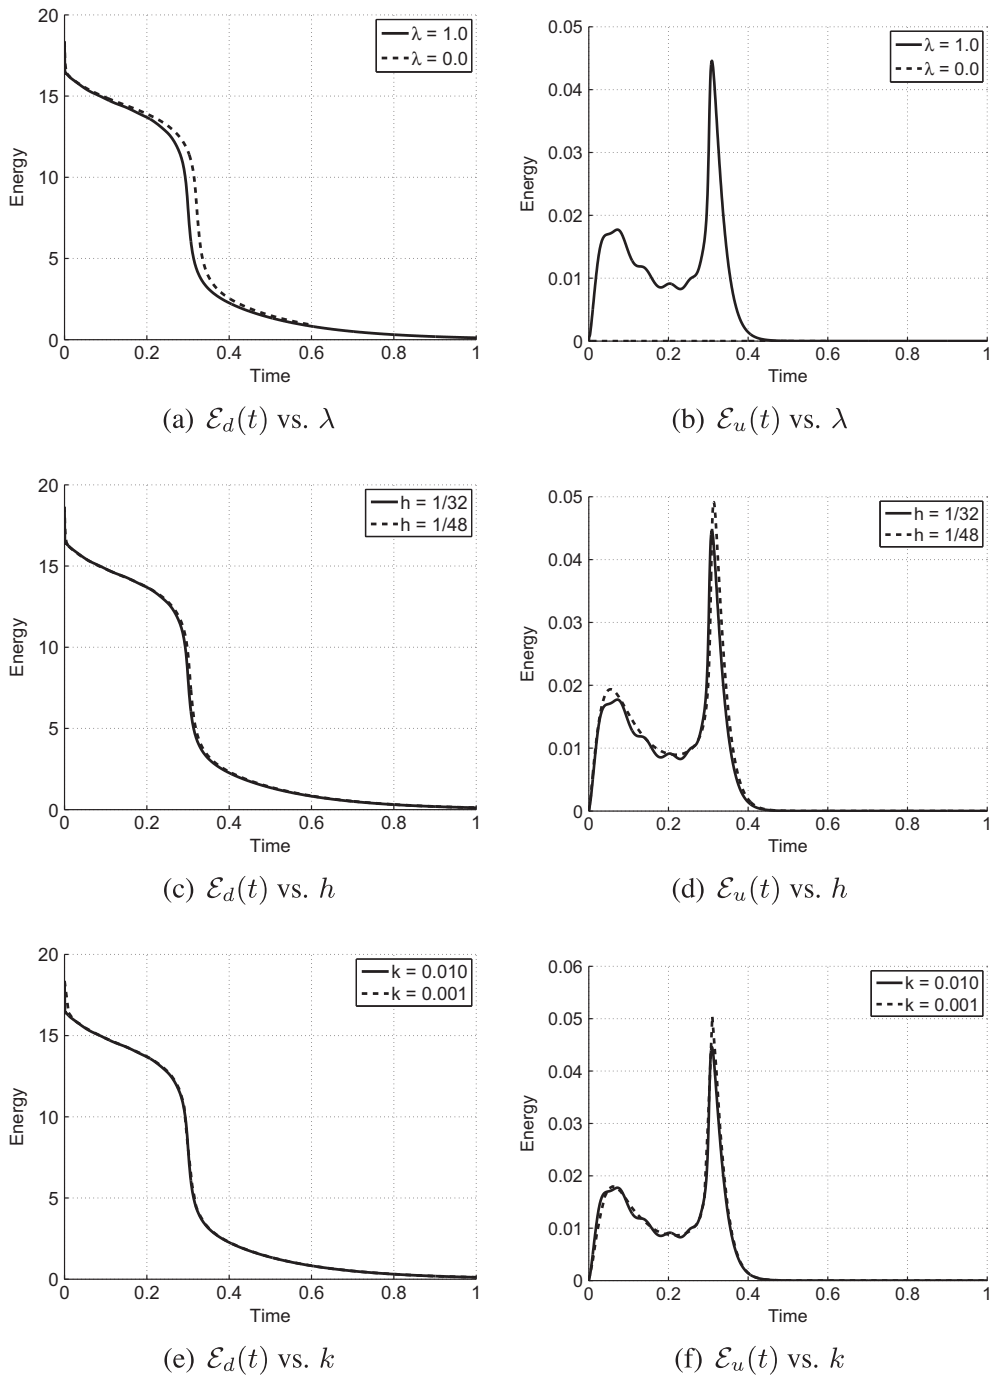 20
15
10
5
0
0 0.2 0.4 0.6 0.8 1
Energy
Time
λ = 1.0
λ = 0.0
(a) ℰd(t) vs. λ
0.05
0.04
0.03
0.02
0.01
0
0 0.2 0.4 0.6 0.8 1
Energy
Time
λ = 1.0
λ = 0.0
(b) ℰu(t) vs. λ
20
15
10
5
0
0 0.2 0.4 0.6 0.8 1
Energy
Time
h = 1/32
h = 1/48
(c) ℰd(t) vs. h
0.05
0.04
0.03
0.02
0.01
0
0 0.2 0.4 0.6 0.8 1
Energy
Time
h = 1/32
h = 1/48
(d) ℰu(t) vs. h
20
15
10
5
0
0 0.2 0.4 0.6 0.8 1
Energy
Time
k = 0.010
k = 0.001
(e) ℰd(t) vs. k
0.06
0.05
0.04
0.03
0.02
0.01
0
0 0.2 0.4 0.6 0.8 1
Energy
Time
k = 0.010
k = 0.001
(f) ℰu(t) vs. k